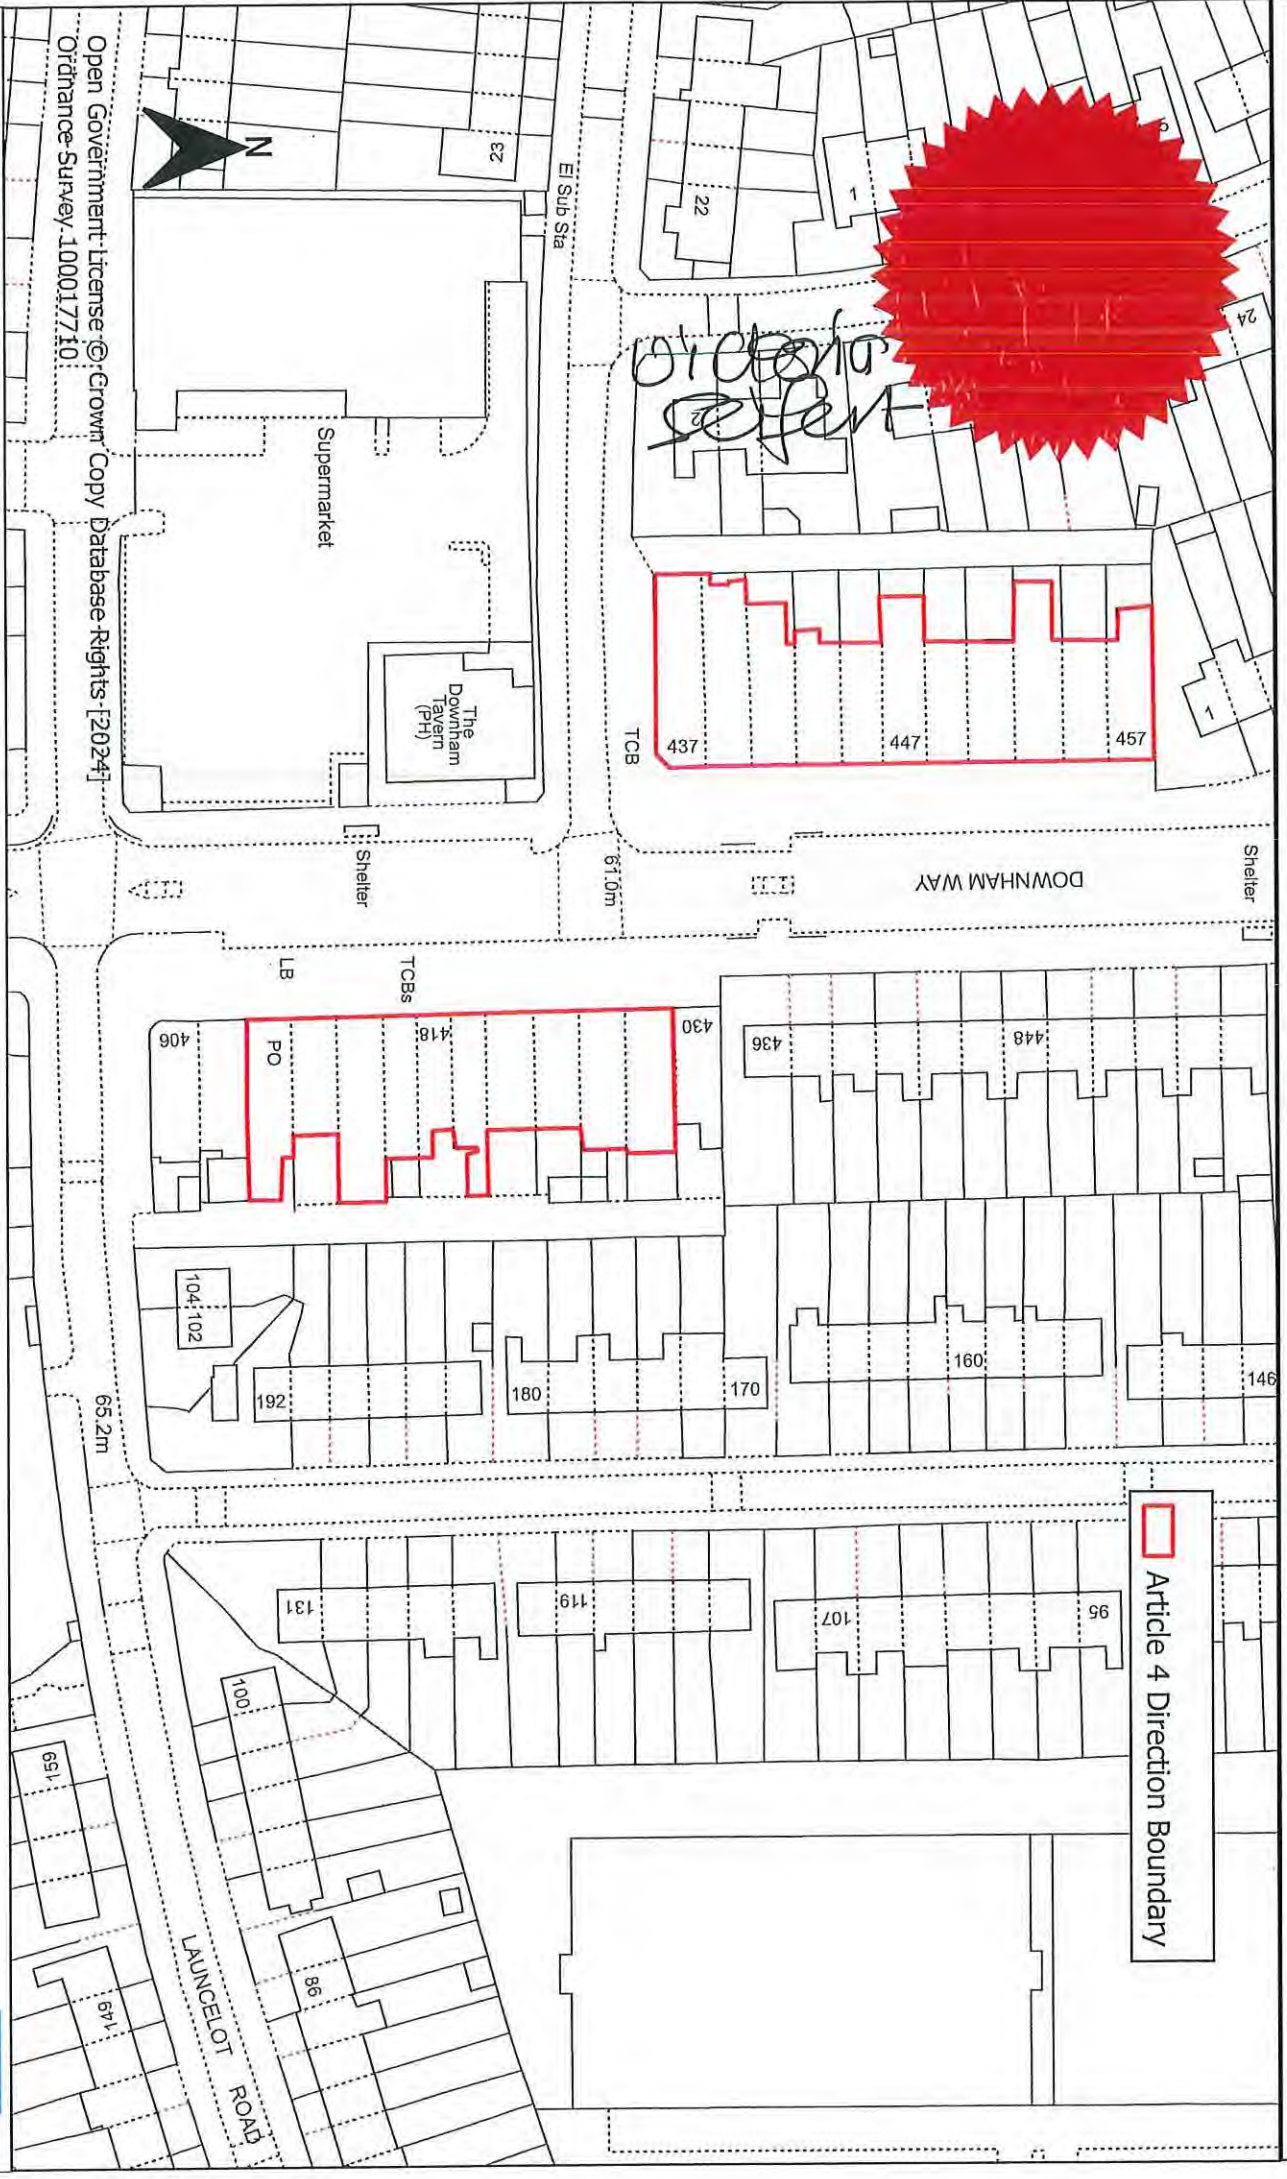 Open Government License © Crown Copy Database Rights [2024]
Ordnance Survey 100017710
N
23
El Sub Sta
22
1
24
2
Victoria
Supermarket
The
Downham
Tavern
(PH)
TCB
437
447
457
1
Shelter
61.0m
DOWNHAM WAY
Shelter
LB
TCBs
406
PO
418
430
436
448
104-102
192
180
170
160
146
65.2m
Article 4 Direction Boundary
131
119
107
95
100
98
159
149
LAUNCELOT ROAD